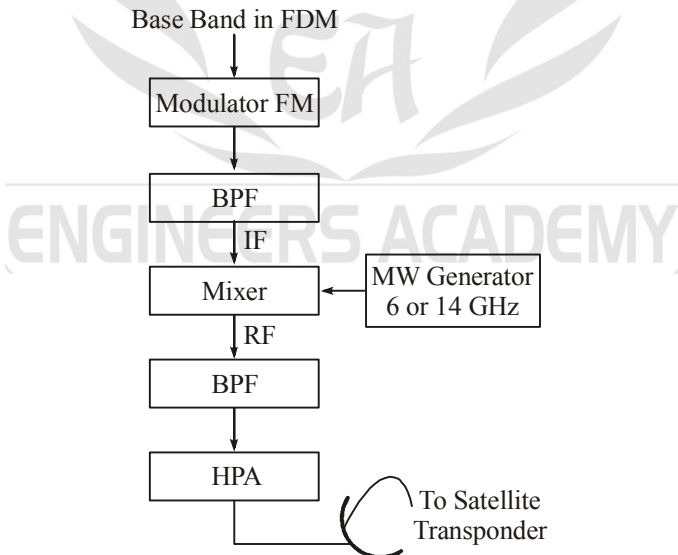 Base Band in FDM
Modulator FM
BPF
IF
Mixer
MW Generator
6 or 14 GHz
RF
BPF
HPA
To Satellite
Transponder
EA
ENGINEERS ACADEMY